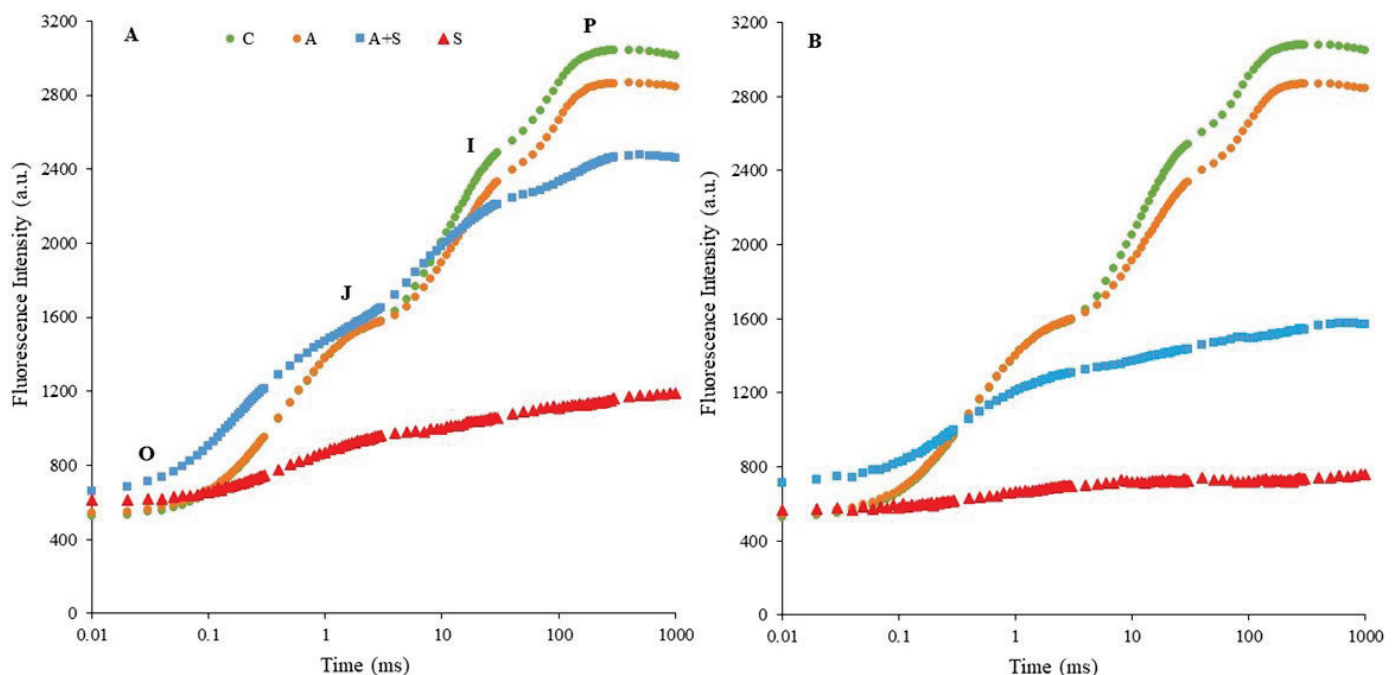 A
C A A+S S
P
I
J
O
Fluorescence Intensity (a.u.)
3200
2800
2400
2000
1600
1200
800
400
0
0.01 0.1 1 10 100 1000
Time (ms)
B
Fluorescence Intensity (a.u.)
3200
2800
2400
2000
1600
1200
800
400
0
0.01 0.1 1 10 100 1000
Time (ms)